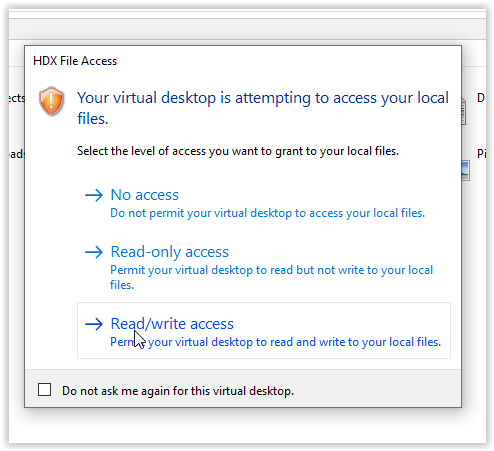 HDX File Access
Your virtual desktop is attempting to access your local
files.
Select the level of access you want to grant to your local files.
No access
Do not permit your virtual desktop to access your local files.
Read-only access
Permit your virtual desktop to read but not write to your local
files.
Read/write access
Permit your virtual desktop to read and write to your local files.
Do not ask me again for this virtual desktop.